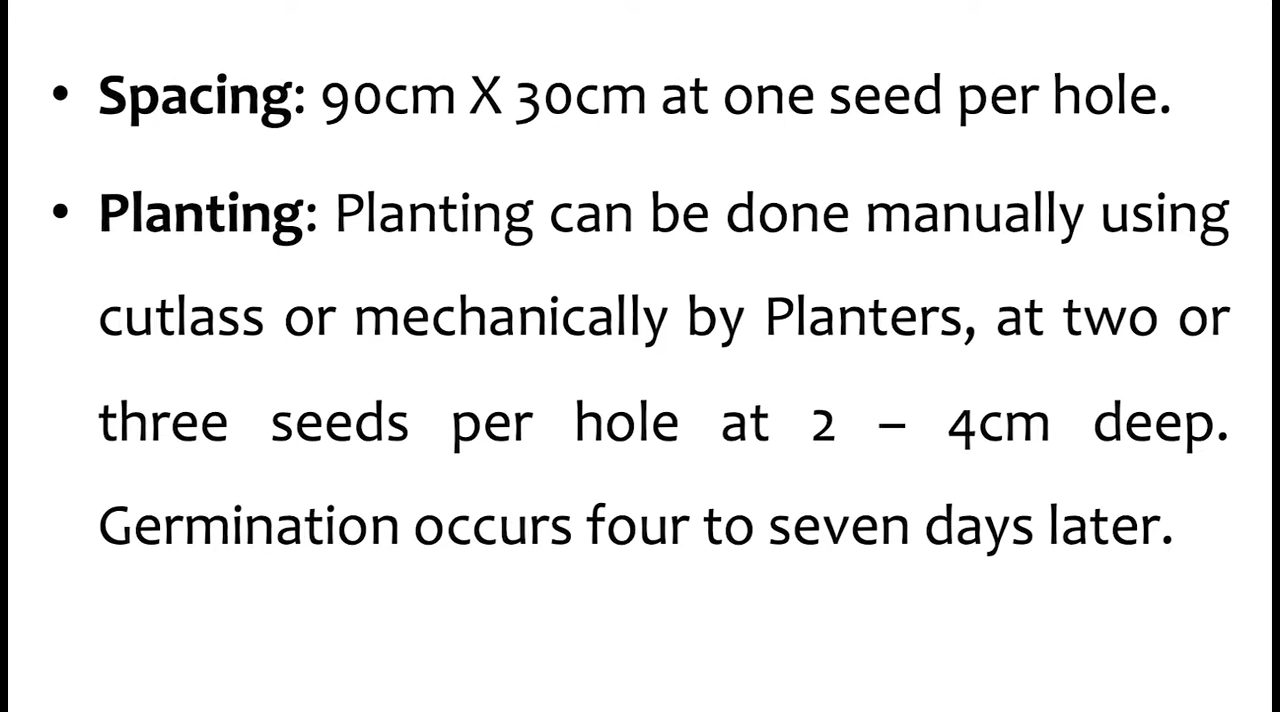 • Spacing: 90cm X 30cm at one seed per hole.
• Planting: Planting can be done manually using
cutlass or mechanically by Planters, at two or
three seeds per hole at 2 – 4cm deep.
Germination occurs four to seven days later.